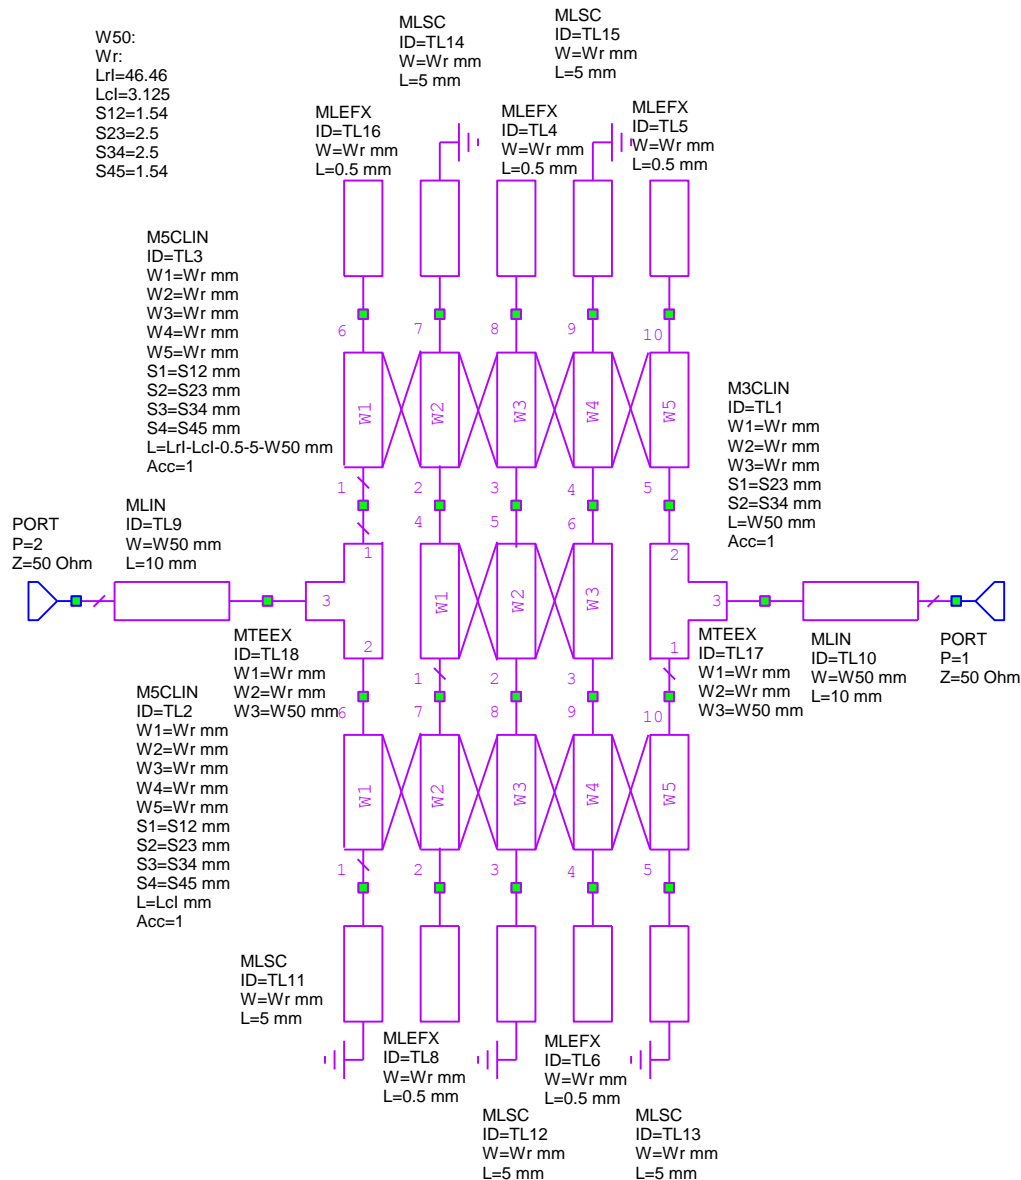 W50:
Wr:
Lrl=46.46
Lcl=3.125
S12=1.54
S23=2.5
S34=2.5
S45=1.54
MLSC
ID=TL14
W=Wr mm
L=5 mm
MLSC
ID=TL15
W=Wr mm
L=5 mm
MLEFX
ID=TL16
W=Wr mm
L=0.5 mm
MLEFX
ID=TL4
W=Wr mm
L=0.5 mm
MLEFX
ID=TL5
W=Wr mm
L=0.5 mm
M5CLIN
ID=TL3
W1=Wr mm
W2=Wr mm
W3=Wr mm
W4=Wr mm
W5=Wr mm
S1=S12 mm
S2=S23 mm
S3=S34 mm
S4=S45 mm
L=Lrl-Lcl-0.5-5-W50 mm
Acc=1
6 7 8 9 10
W1 W2 W3 W4 W5
1 2 3 4 5
M3CLIN
ID=TL1
W1=Wr mm
W2=Wr mm
W3=Wr mm
S1=S23 mm
S2=S34 mm
L=W50 mm
Acc=1
PORT
P=2
Z=50 Ohm
MLIN
ID=TL9
W=W50 mm
L=10 mm
4 5 6
1 2
3 W1 W2 W3 3
2 1
1 2 3
MTEEX
ID=TL18
W1=Wr mm
W2=Wr mm
W3=W50 mm
MTEEX
ID=TL17
W1=Wr mm
W2=Wr mm
W3=W50 mm
MLIN
ID=TL10
W=W50 mm
L=10 mm
PORT
P=1
Z=50 Ohm
M5CLIN
ID=TL2
W1=Wr mm
W2=Wr mm
W3=Wr mm
W4=Wr mm
W5=Wr mm
S1=S12 mm
S2=S23 mm
S3=S34 mm
S4=S45 mm
L=Lcl mm
Acc=1
6 7 8 9 10
W1 W2 W3 W4 W5
1 2 3 4 5
MLSC
ID=TL11
W=Wr mm
L=5 mm
MLEFX
ID=TL8
W=Wr mm
L=0.5 mm
MLEFX
ID=TL6
W=Wr mm
L=0.5 mm
MLSC
ID=TL12
W=Wr mm
L=5 mm
MLSC
ID=TL13
W=Wr mm
L=5 mm